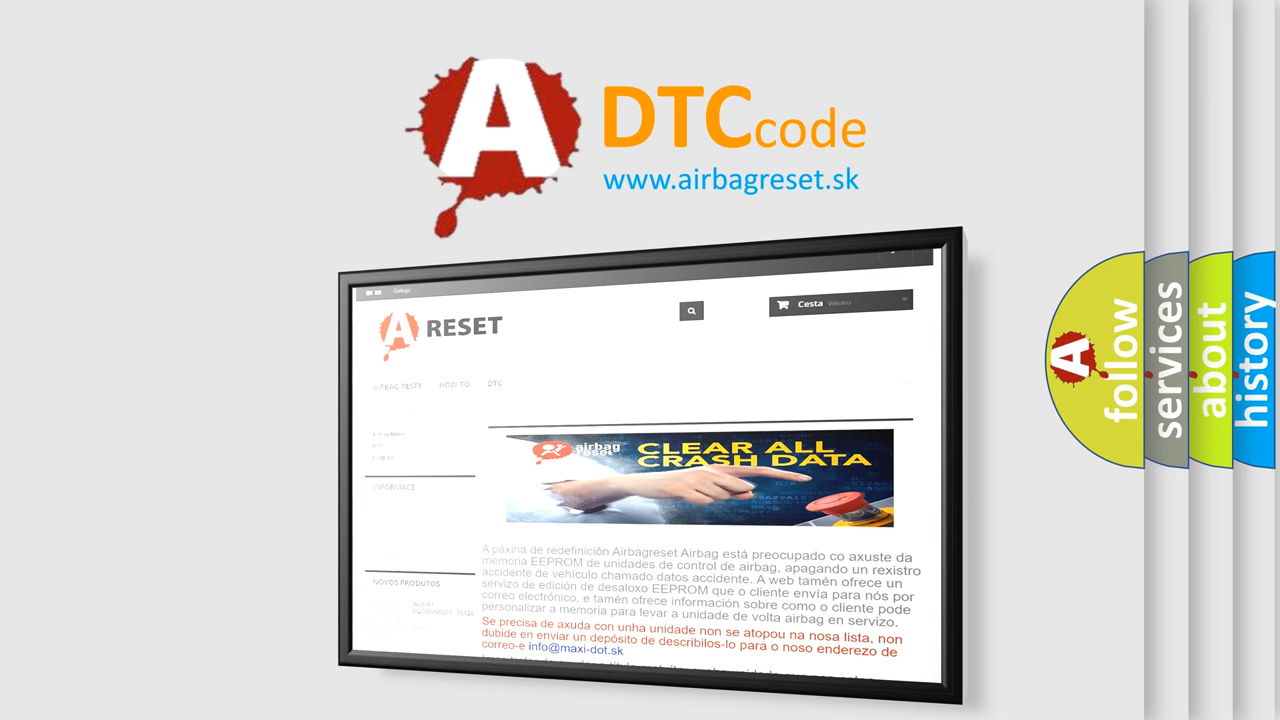 A DTCcode
www.airbagreset.sk
Galego
A RESET
Cesta Valeiro
AIRBAG RESET HOW TO DTC
INFORMACE
NOVOS PRODUTOS
airbag
reset
CLEAR ALL
CRASH DATA
A páxina de redefinición Airbagreset Airbag está preocupado co axuste da
memoria EEPROM de unidades de control de airbag, apagando un rexistro
accidente de vehículo chamado datos accidente. A web tamén ofrece un
servizo de edición de desaloxo EEPROM que o cliente envía para nós por
correo electrónico, e tamén ofrece información sobre como o cliente pode
personalizar a memoria para levar a unidade de volta airbag en servizo.
Se precisa de axuda con unha unidade non se atopou na nosa lista, non
dubide en enviar un depósito de describilos-lo para o noso enderezo de
correo-e info@maxi-dot.sk
A follow
services
about
history